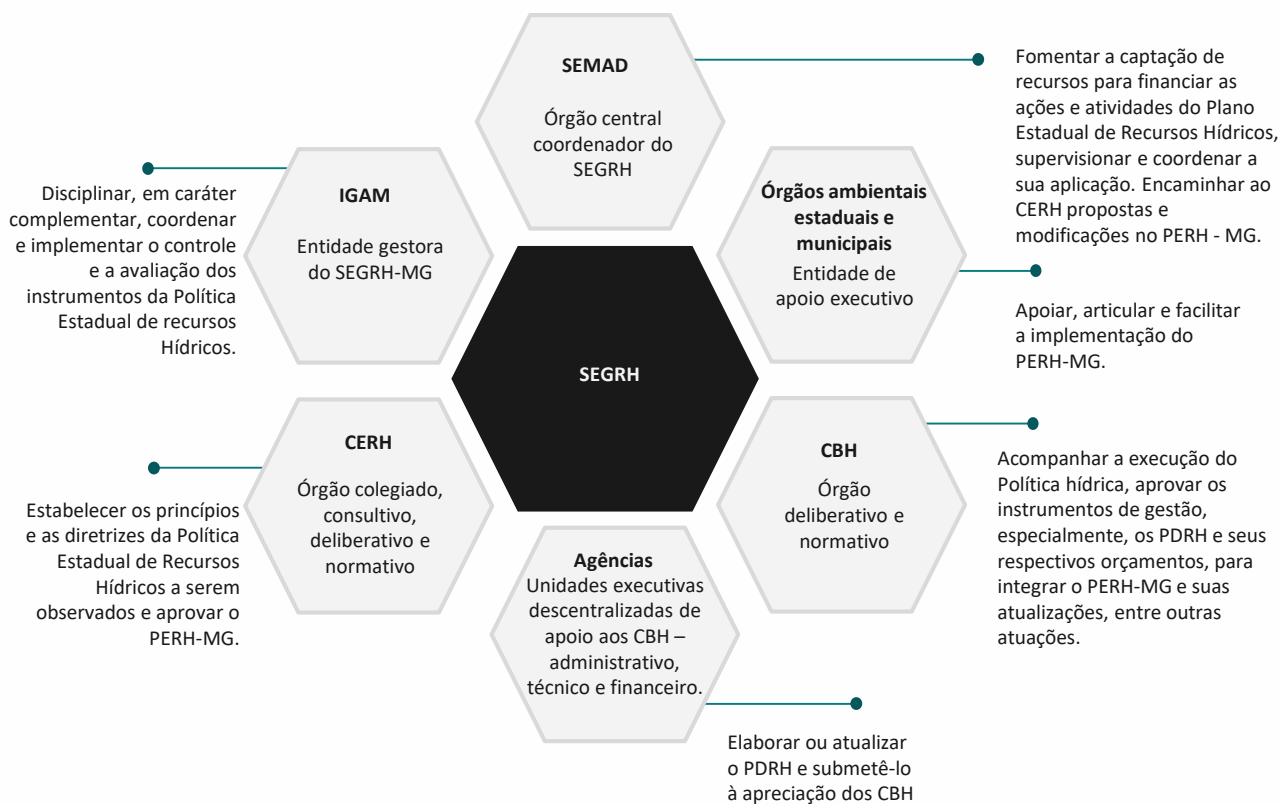 SEMAD
Órgão central
coordenador do
SEGRH
Fomentar a captação de
recursos para financiar as
ações e atividades do Plano
Estadual de Recursos Hídricos,
supervisionar e coordenar a
sua aplicação. Encaminhar ao
CERH propostas e
modificações no PERH - MG.
IGAM
Entidade gestora
do SEGRH-MG
Disciplinar, em caráter
complementar, coordenar
e implementar o controle
e a avaliação dos
instrumentos da Política
Estadual de recursos
Hídricos.
Órgãos ambientais
estaduais e
municipais
Entidade de
apoio executivo
Apoiar, articular e facilitar
a implementação do
PERH-MG.
SEGRH
CERH
Órgão colegiado,
consultivo,
deliberativo e
normativo
Estabelecer os princípios
e as diretrizes da Política
Estadual de Recursos
Hídricos a serem
observados e aprovar o
PERH-MG.
CBH
Órgão
deliberativo e
normativo
Acompanhar a execução do
Política hídrica, aprovar os
instrumentos de gestão,
especialmente, os PDRH e seus
respectivos orçamentos, para
integrar o PERH-MG e suas
atualizações, entre outras
atuações.
Agências
Unidades executivas
descentralizadas de
apoio aos CBH –
administrativo,
técnico e financeiro.
Elaborar ou atualizar
o PDRH e submetê-lo
à apreciação dos CBH